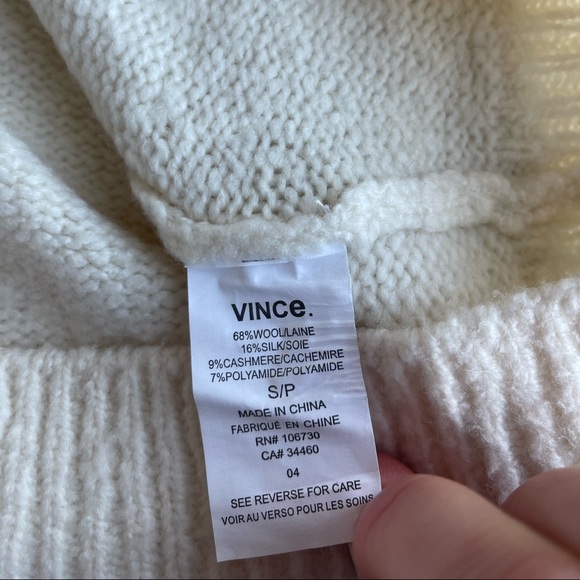 VINCe.
68%WOOL/LAINE
16%SILK/SOIE
9%CASHMERE/CACHEMIRE
7%POLYAMIDE/POLYAMIDE
S/P
MADE IN CHINA
FABRIQUÉ EN CHINE
RN# 106730
CA# 34460
04
SEE REVERSE FOR CARE
VOIR AU VERSO POUR LES SOINS